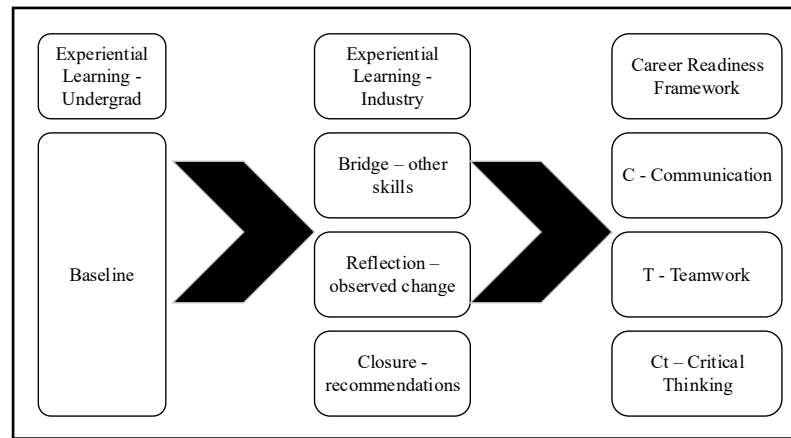 Experiential
Learning -
Undergrad
Baseline
Experiential
Learning -
Industry
Bridge – other
skills
Reflection –
observed change
Closure -
recommendations
Career Readiness
Framework
C - Communication
T - Teamwork
Ct – Critical
Thinking